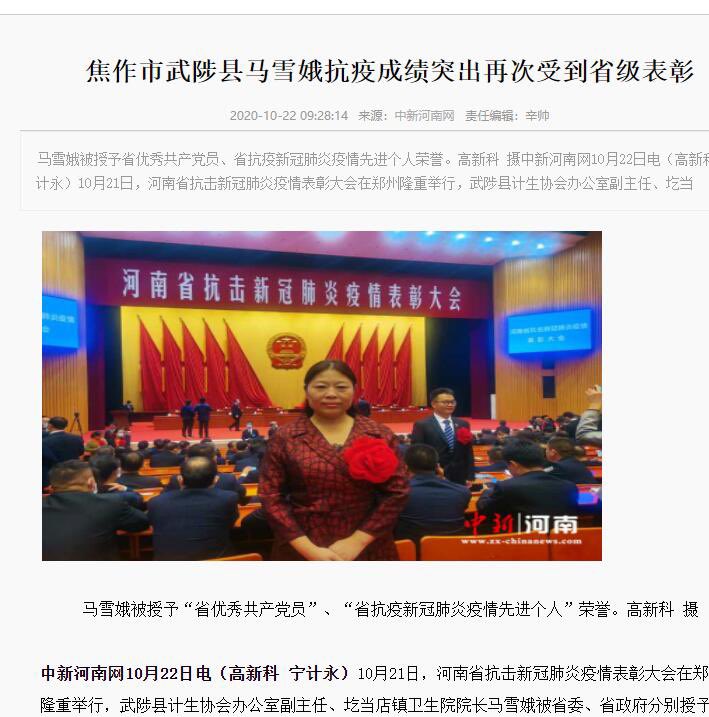 焦作市武陟县马雪娥抗疫成绩突出再次受到省级表彰
2020-10-22 09:28:14 来源：中新河南网 责任编辑：辛帅
马雪娥被授予省优秀共产党员、省抗疫新冠肺炎疫情先进个人荣誉。高新科 摄中新河南网10月22日电（高新科
计永）10月21日，河南省抗击新冠肺炎疫情表彰大会在郑州隆重举行，武陟县计生协会办公室副主任、圪当
河南省抗击新冠肺炎疫情表彰大会
肺炎疫情
河南省抗击新冠肺炎疫情
表彰大会
中新 河南
www.zx-chinanews.com
马雪娥被授予“省优秀共产党员”、“省抗疫新冠肺炎疫情先进个人”荣誉。高新科 摄
中新河南网10月22日电（高新科 宁计永）10月21日，河南省抗击新冠肺炎疫情表彰大会在郑
隆重举行，武陟县计生协会办公室副主任、圪当店镇卫生院院长马雪娥被省委、省政府分别授予